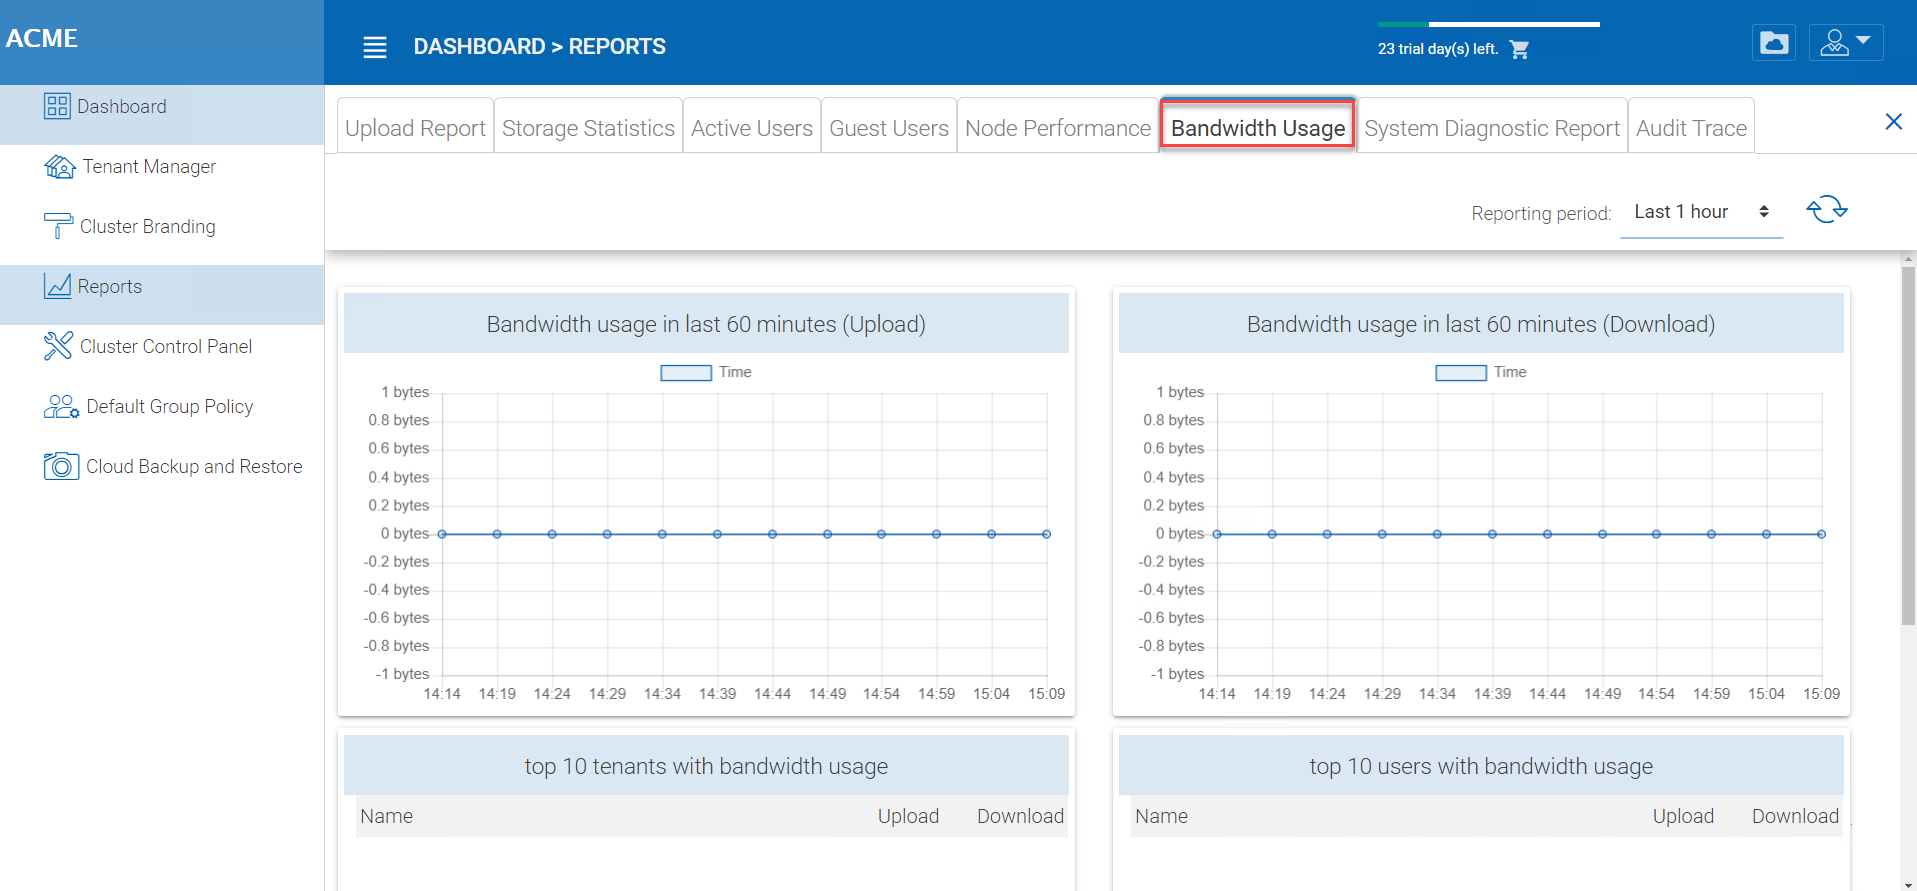 ACME
DASHBOARD > REPORTS
23 trial day(s) left.
Dashboard
Tenant Manager
Cluster Branding
Reports
Cluster Control Panel
Default Group Policy
Cloud Backup and Restore
Upload Report Storage Statistics Active Users Guest Users Node Performance Bandwidth Usage System Diagnostic Report Audit Trace
Reporting period: Last 1 hour
Bandwidth usage in last 60 minutes (Upload)
Time
1 bytes
0.8 bytes
0.6 bytes
0.4 bytes
0.2 bytes
0 bytes
-0.2 bytes
-0.4 bytes
-0.6 bytes
-0.8 bytes
-1 bytes
14:14 14:19 14:24 14:29 14:34 14:39 14:44 14:49 14:54 14:59 15:04 15:09
Bandwidth usage in last 60 minutes (Download)
Time
1 bytes
0.8 bytes
0.6 bytes
0.4 bytes
0.2 bytes
0 bytes
-0.2 bytes
-0.4 bytes
-0.6 bytes
-0.8 bytes
-1 bytes
14:14 14:19 14:24 14:29 14:34 14:39 14:44 14:49 14:54 14:59 15:04 15:09
top 10 tenants with bandwidth usage
Name Upload Download
top 10 users with bandwidth usage
Name Upload Download